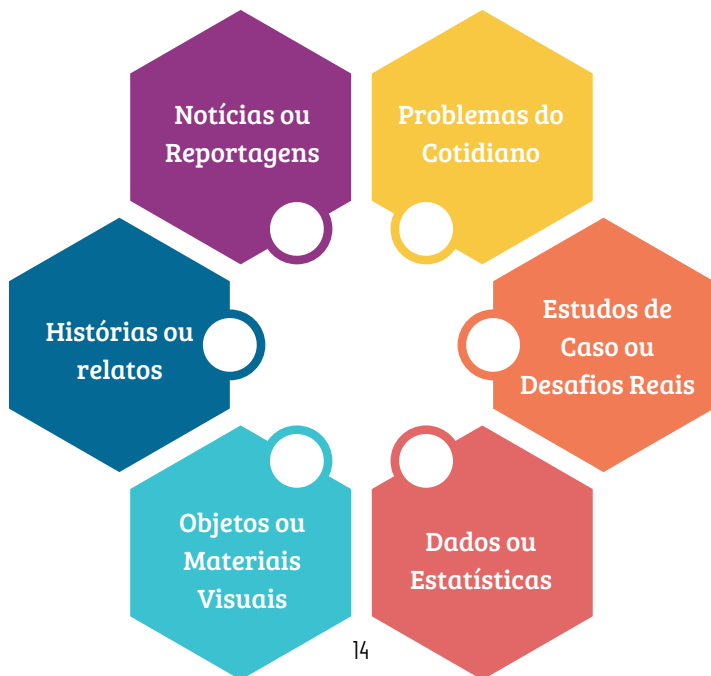 Notícias ou
Reportagens
Problemas do
Cotidiano
Histórias ou
relatos
Estudos de
Caso ou
Desafios Reais
Objetos ou
Materiais
Visuais
Dados ou
Estatísticas
14